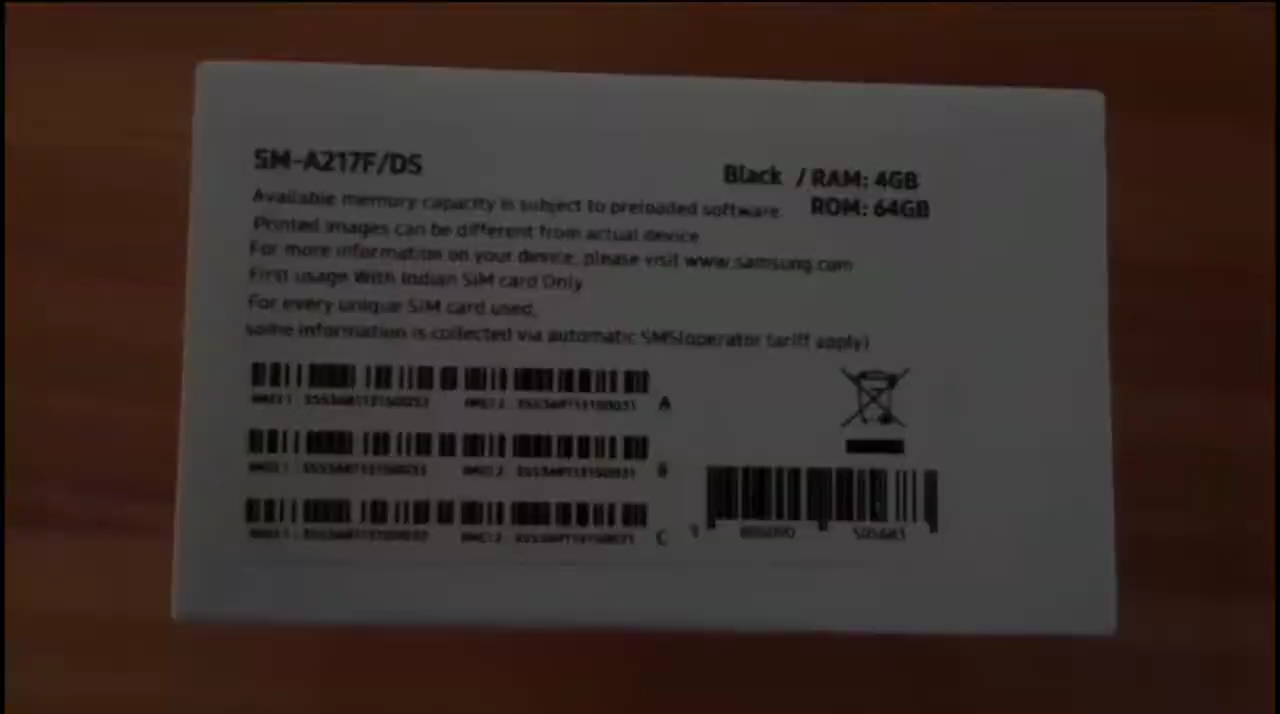 SM-A217F/DS
Black / RAM: 4GB
ROM: 64GB
Available memory capacity is subject to preloaded software.
Printed images can be different from actual device
For more information on your device, please visit www.samsung.com
First usage With Indian SIM card Only
For every unique SIM card used,
some information is collected via automatic SMS(operator tariff apply)
A
B
C